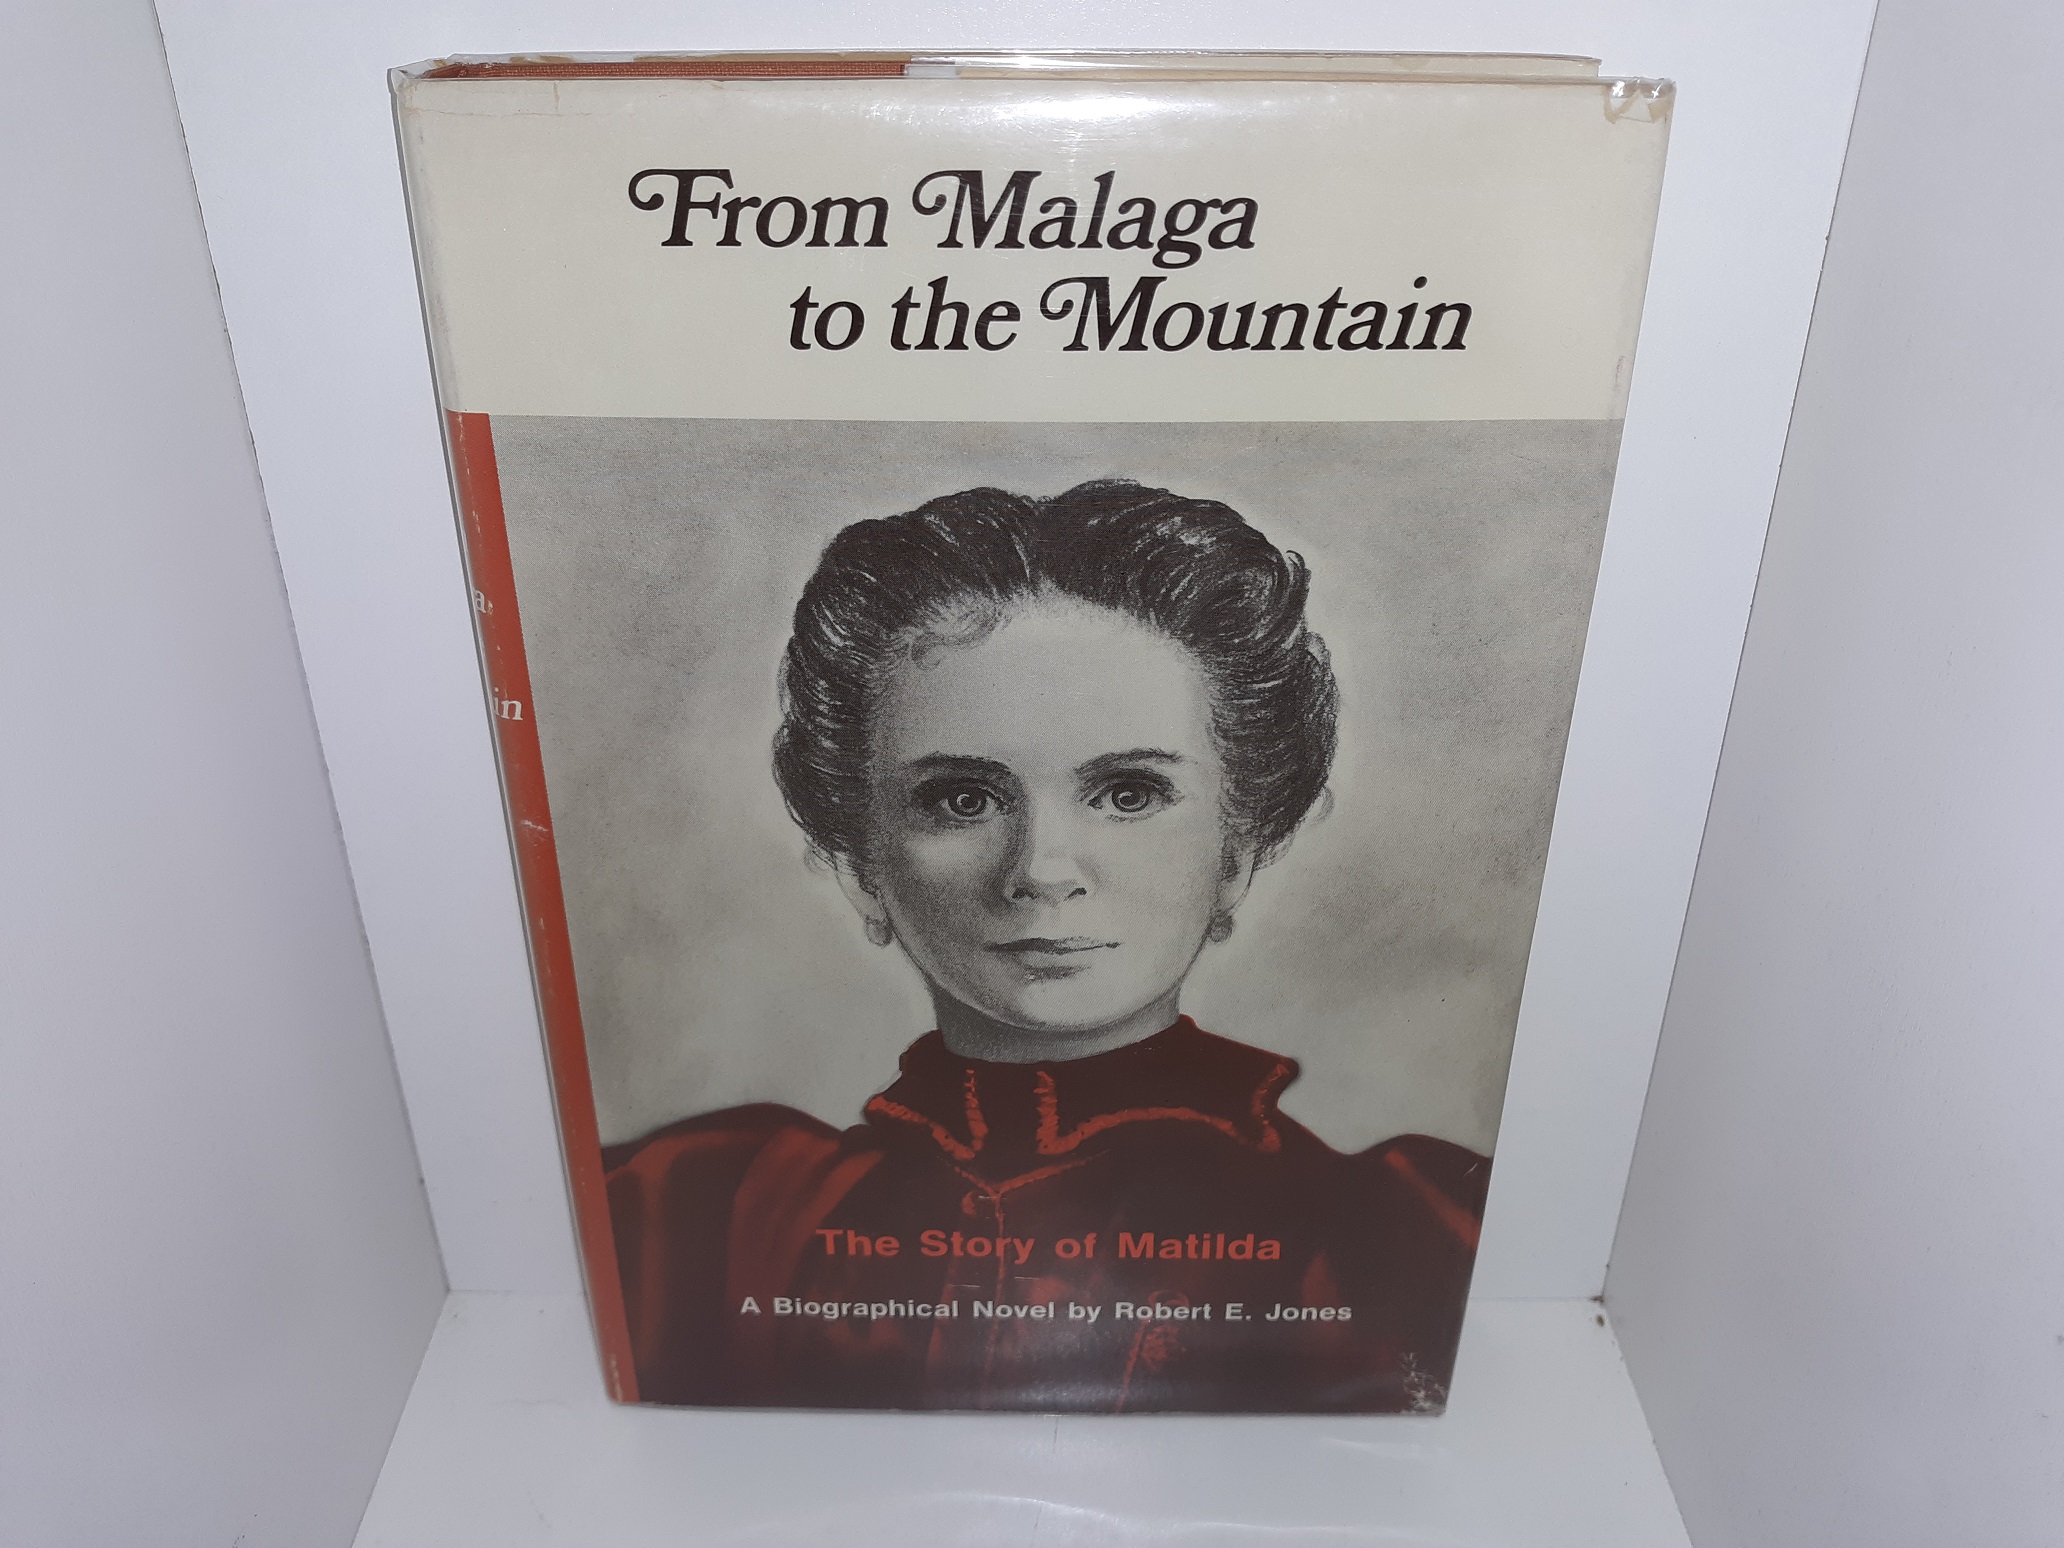 From Malaga
to the Mountain
The Story of Matilda
A Biographical Novel by Robert E. Jones